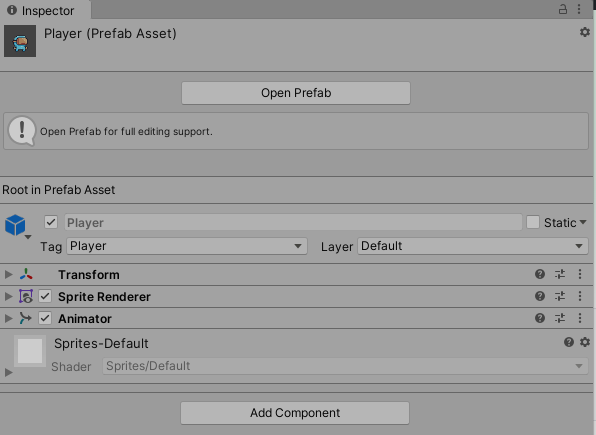 Inspector
Player (Prefab Asset)
Open Prefab
Open Prefab for full editing support.
Root in Prefab Asset
Player Static
Tag Player Layer Default
Transform
Sprite Renderer
Animator
Sprites-Default
Shader Sprites/Default
Add Component